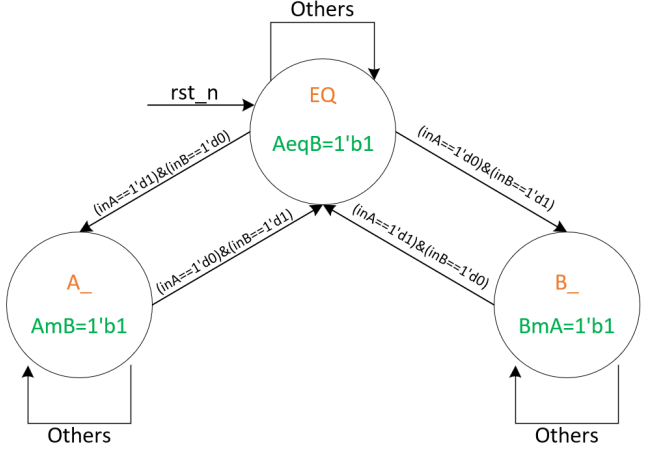 Others
rst_n
EQ
AeqB=1'b1
(inA==1'd1)&(inB==1'd0)
(inA==1'd0)&(inB==1'd1)
(inA==1'd0)&(inB==1'd1)
(inA==1'd1)&(inB==1'd0)
A_
AmB=1'b1
B_
BmA=1'b1
Others
Others